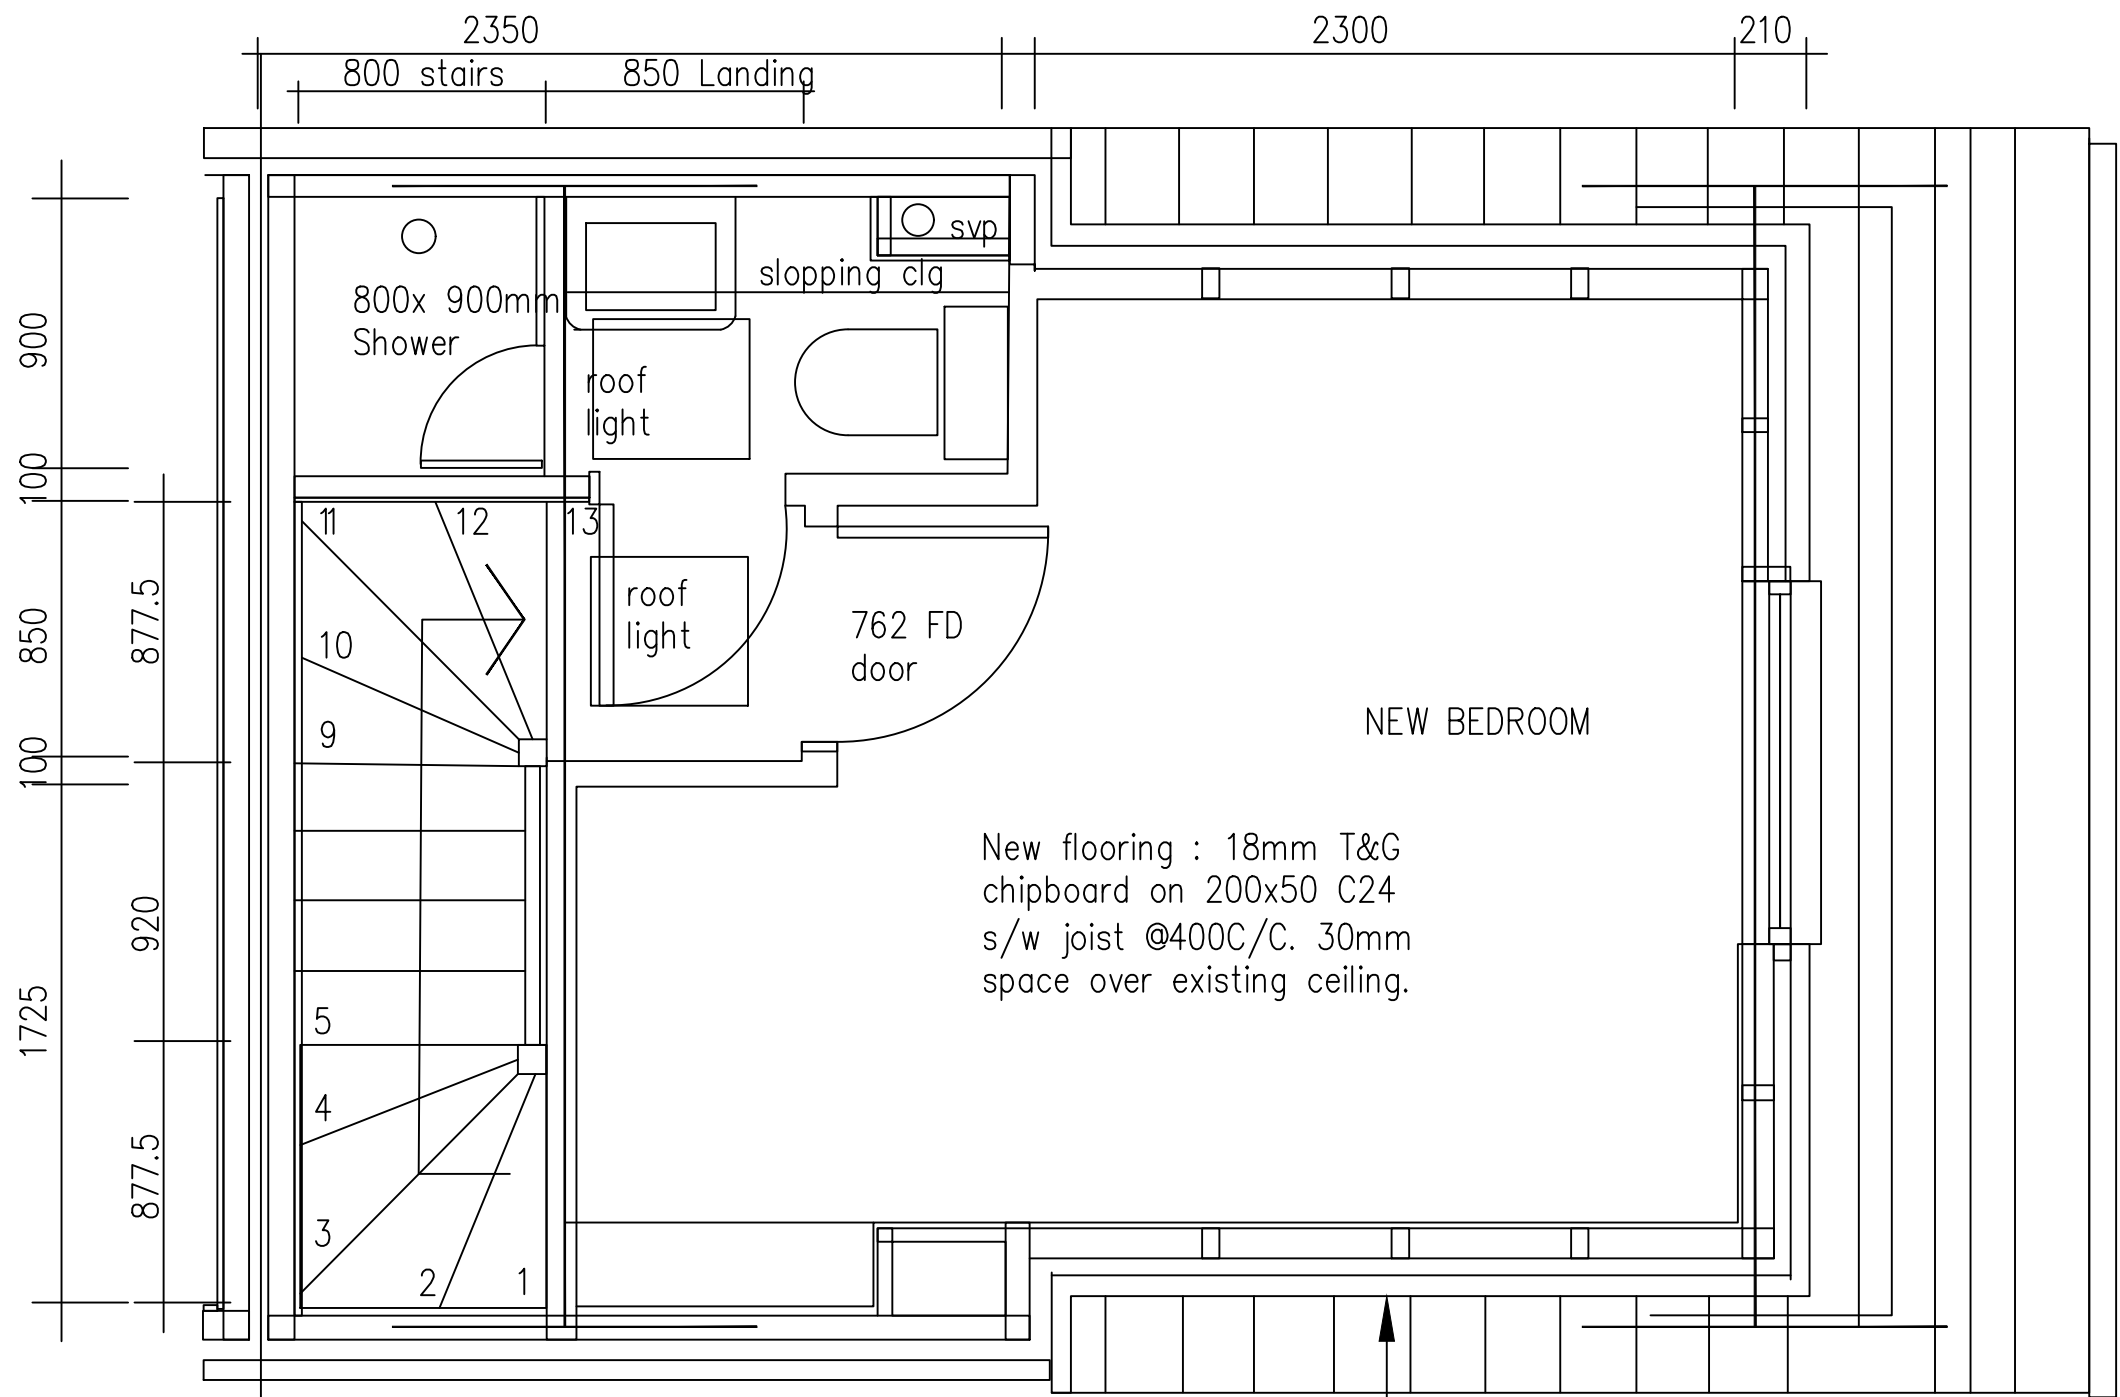 2350
2300
210
800 stairs
850 Landing
svp
slopping clg
800x 900mm
Shower
roof
light
900
100
11
12
13
877.5
850
roof
light
762 FD
door
10
9
100
NEW BEDROOM
New flooring : 18mm T&G
chipboard on 200x50 C24
s/w joist @400C/C. 30mm
space over existing ceiling.
920
1725
5
4
877.5
3
2
1